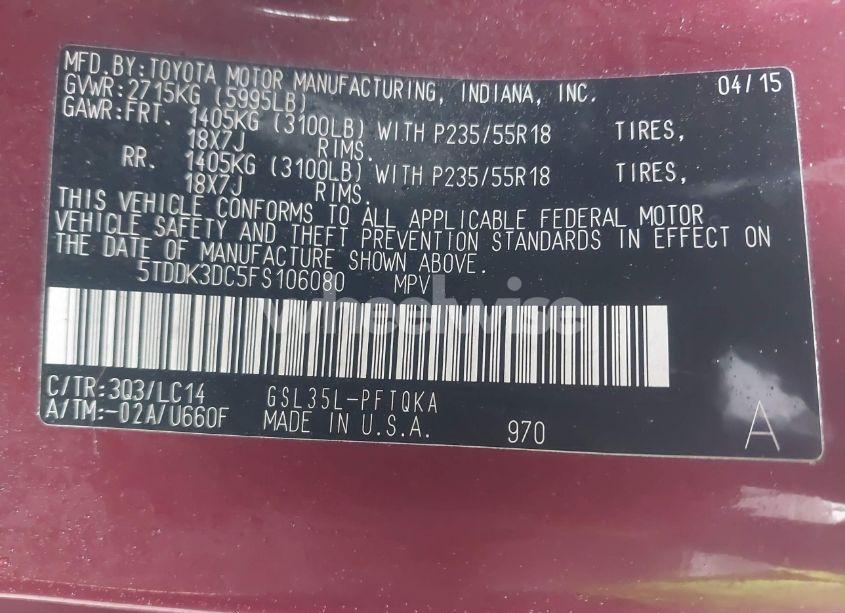 MFD.BY:TOYOTA MOTOR MANUFACTURING, INDIANA, INC. 04/15
GVWR:2715KG (5995LB)
GAWR:FRT. 1405KG (3100LB) WITH P235/55R18 TIRES,
18X7J RIMS.
RR. 1405KG (3100LB) WITH P235/55R18 TIRES,
18X7J RIMS.
THIS VEHICLE CONFORMS TO ALL APPLICABLE FEDERAL MOTOR
VEHICLE SAFETY AND THEFT PREVENTION STANDARDS IN EFFECT ON
THE DATE OF MANUFACTURE SHOWN ABOVE.
5TDDK3DC5FS106080 MPV
wheelwise
C/TR:3Q3/LC14 GSL35L-PFTQKA
A/TM:-02A/U660F MADE IN U.S.A. 970 A